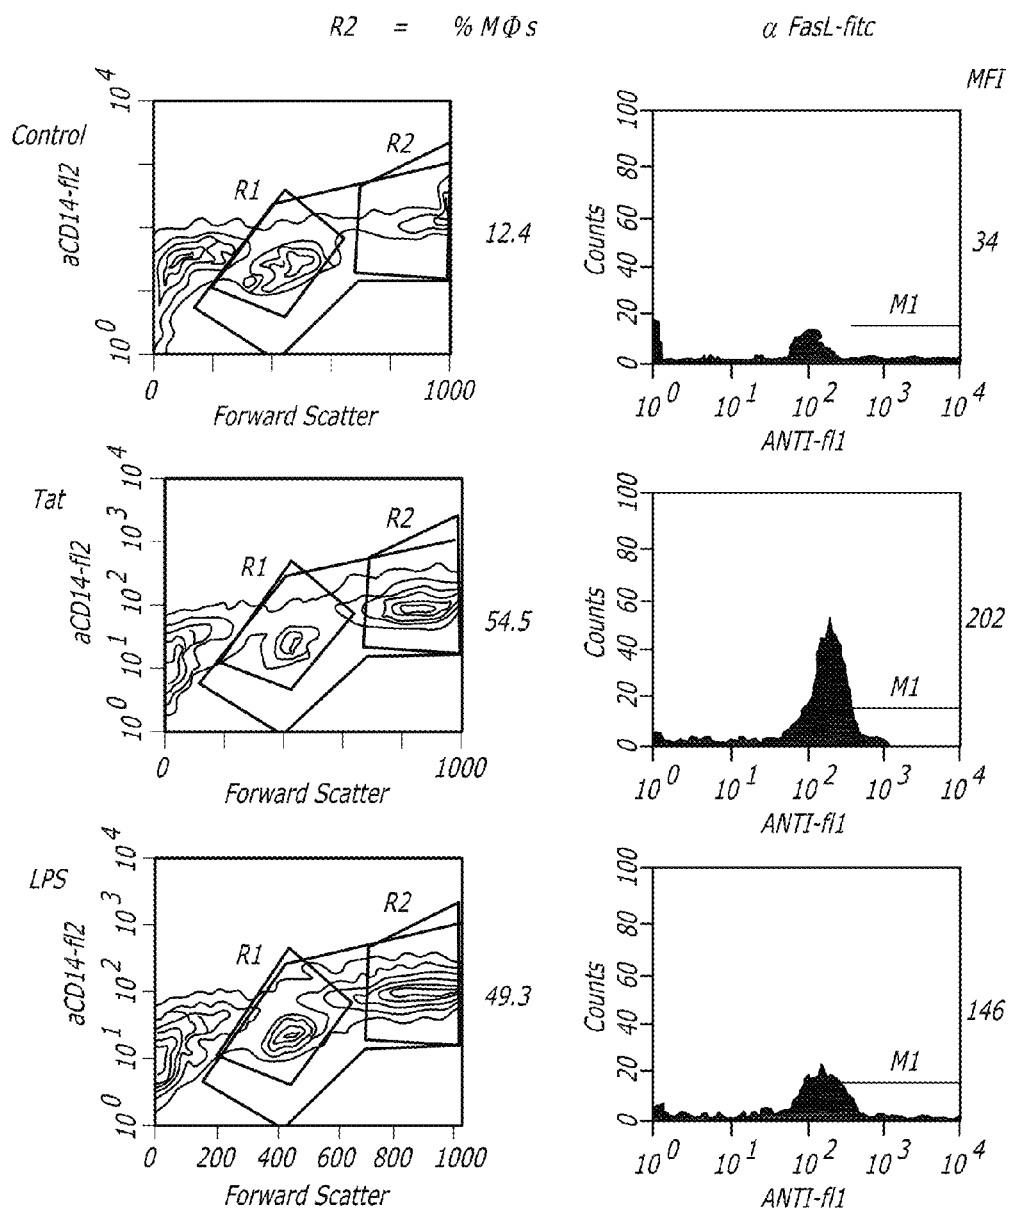 R2 = % MΦs
α FasL-fitc
MFI
Control
aCD14-fl2
10^4
10^0
R1
R2
0 1000
Forward Scatter
12.4
Counts
100
80
60
40
20
0
M1
10^0 10^1 10^2 10^3 10^4
ANTI-fl1
34
Tat
aCD14-fl2
10^4
10^3
10^2
10^1
10^0
R1
R2
0 1000
Forward Scatter
54.5
Counts
100
80
60
40
20
0
M1
10^0 10^1 10^2 10^3 10^4
ANTI-fl1
202
LPS
aCD14-fl2
10^4
10^3
10^2
10^1
10^0
R1
R2
0 200 400 600 800 1000
Forward Scatter
49.3
Counts
100
80
60
40
20
0
M1
10^0 10^1 10^2 10^3 10^4
ANTI-fl1
146